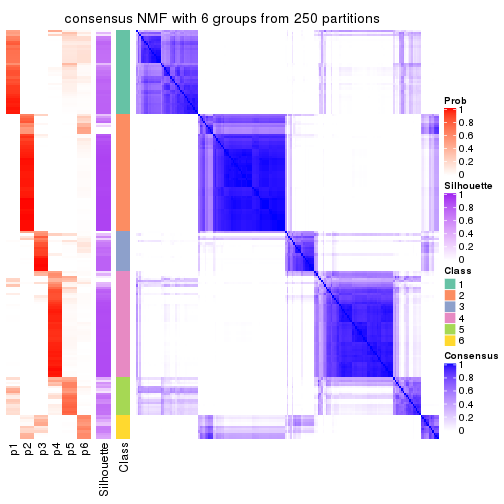 consensus NMF with 6 groups from 250 partitions
Prob
1
0.8
0.6
0.4
0.2
0
Silhouette
1
0.8
0.6
0.4
0.2
0
Class
1
2
3
4
5
6
Consensus
1
0.8
0.6
0.4
0.2
0
p1
p2
p3
p4
p5
p6
Silhouette
Class